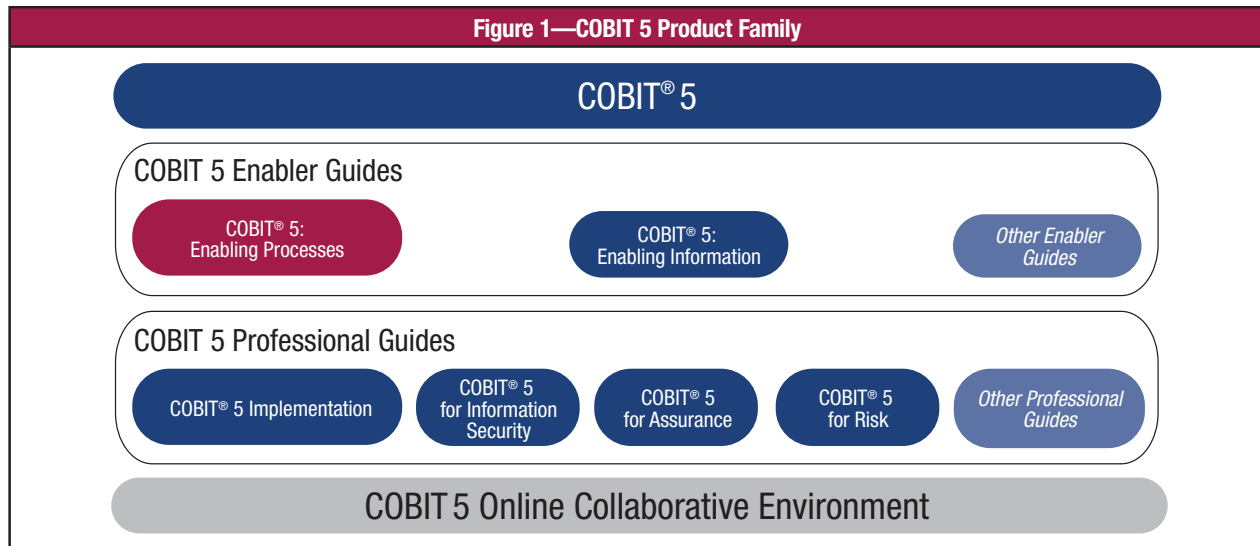 Figure 1—COBIT 5 Product Family
COBIT® 5
COBIT 5 Enabler Guides
COBIT® 5:
Enabling Processes
COBIT® 5:
Enabling Information
Other Enabler
Guides
COBIT 5 Professional Guides
COBIT® 5 Implementation
COBIT® 5
for Information
Security
COBIT® 5
for Assurance
COBIT® 5
for Risk
Other Professional
Guides
COBIT 5 Online Collaborative Environment